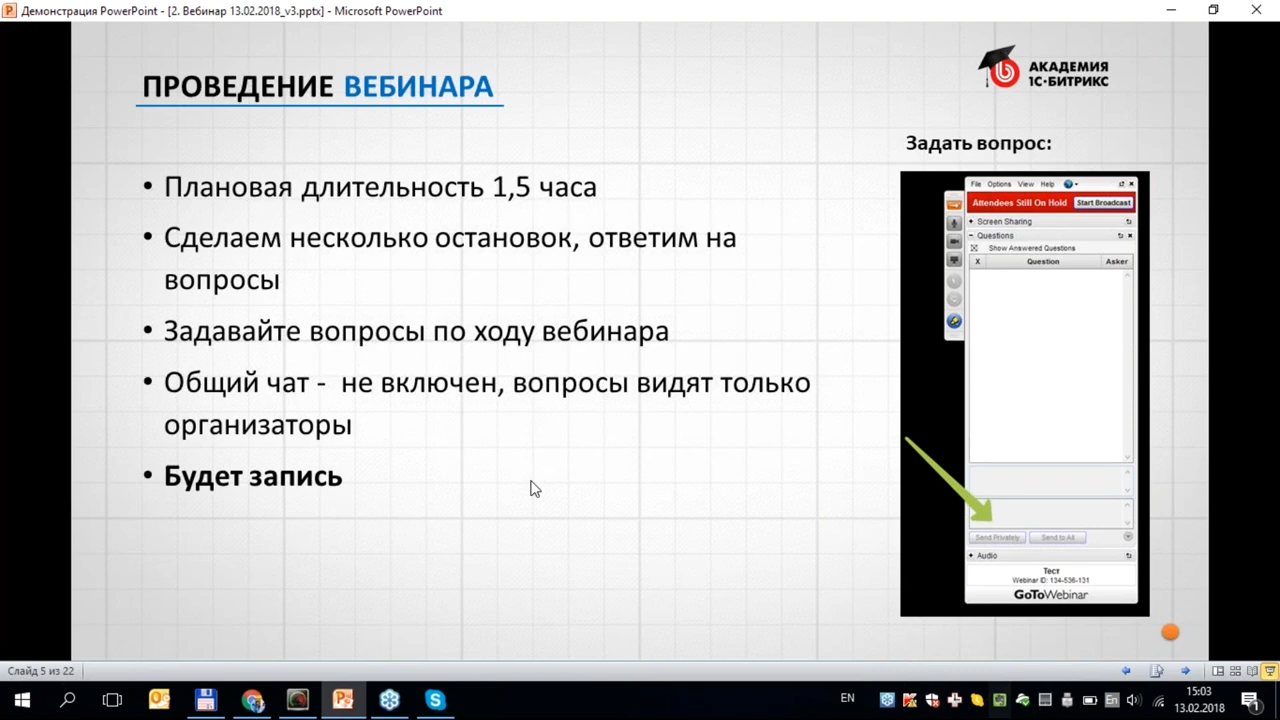 Демонстрация PowerPoint - [2. Вебинар 13.02.2018_v3.pptx] - Microsoft PowerPoint
ПРОВЕДЕНИЕ ВЕБИНАРА
АКАДЕМИЯ
1С-БИТРИКС
• Плановая длительность 1,5 часа
• Сделаем несколько остановок, ответим на
вопросы
• Задавайте вопросы по ходу вебинара
• Общий чат - не включен, вопросы видят только
организаторы
• Будет запись
Задать вопрос:
File Options View Help
Attendees Still On Hold Start Broadcast
Screen Sharing
Questions
Show Answered Questions
X Question Asker
Send Privately Send to All
Audio
Тест
Webinar ID: 134-536-131
GoToWebinar
Слайд 5 из 22
EN
En
15:03
13.02.2018
1